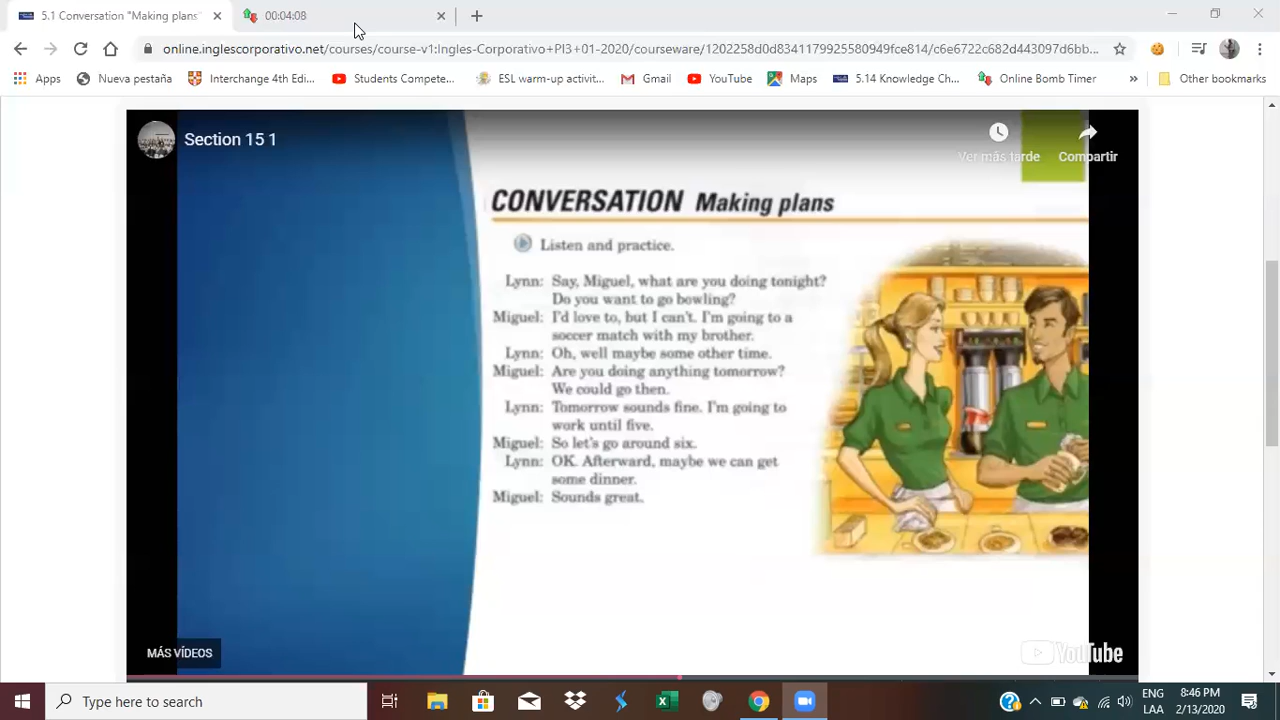 5.1 Conversation "Making plans"
00:04:08
online.inglescorporativo.net/courses/course-v1:Ingles-Corporativo+PI3+01-2020/courseware/1202258d0d8341179925580949fce814/c6e6722c682d443097d6bb...
Apps
Nueva pestaña
Interchange 4th Edi...
Students Compete...
ESL warm-up activit...
Gmail
YouTube
Maps
5.14 Knowledge Ch...
Online Bomb Timer
»
Other bookmarks
Section 15 1
Ver más tarde
Compartir
CONVERSATION Making plans
Listen and practice.
Lynn: Say, Miguel, what are you doing tonight?
Do you want to go bowling?
Miguel: I'd love to, but I can't. I'm going to a
soccer match with my brother.
Lynn: Oh, well maybe some other time.
Miguel: Are you doing anything tomorrow?
We could go then.
Lynn: Tomorrow sounds fine. I'm going to
work until five.
Miguel: So let's go around six.
Lynn: OK. Afterward, maybe we can get
some dinner.
Miguel: Sounds great.
MÁS VÍDEOS
YouTube
Type here to search
ENG
LAA
8:46 PM
2/13/2020